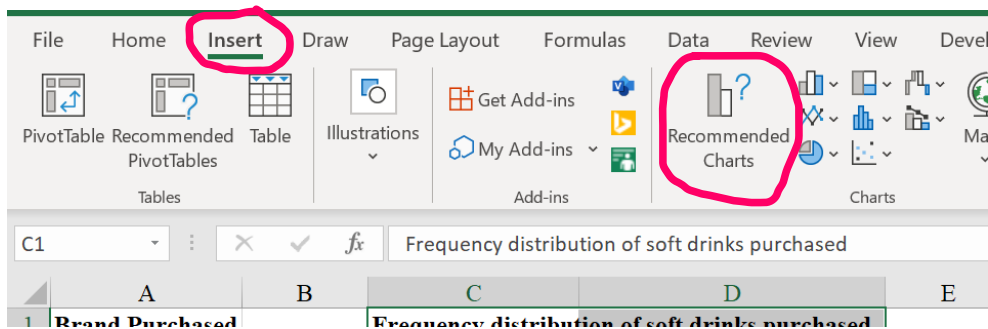 File Home Insert Draw Page Layout Formulas Data Review View Devel
PivotTable Recommended PivotTables Table
Illustrations
Get Add-ins
My Add-ins
Recommended Charts
Ma
Tables Add-ins Charts
C1 fx Frequency distribution of soft drinks purchased
A B C D E
1 Brand Purchased Frequency distribution of soft drinks purchased